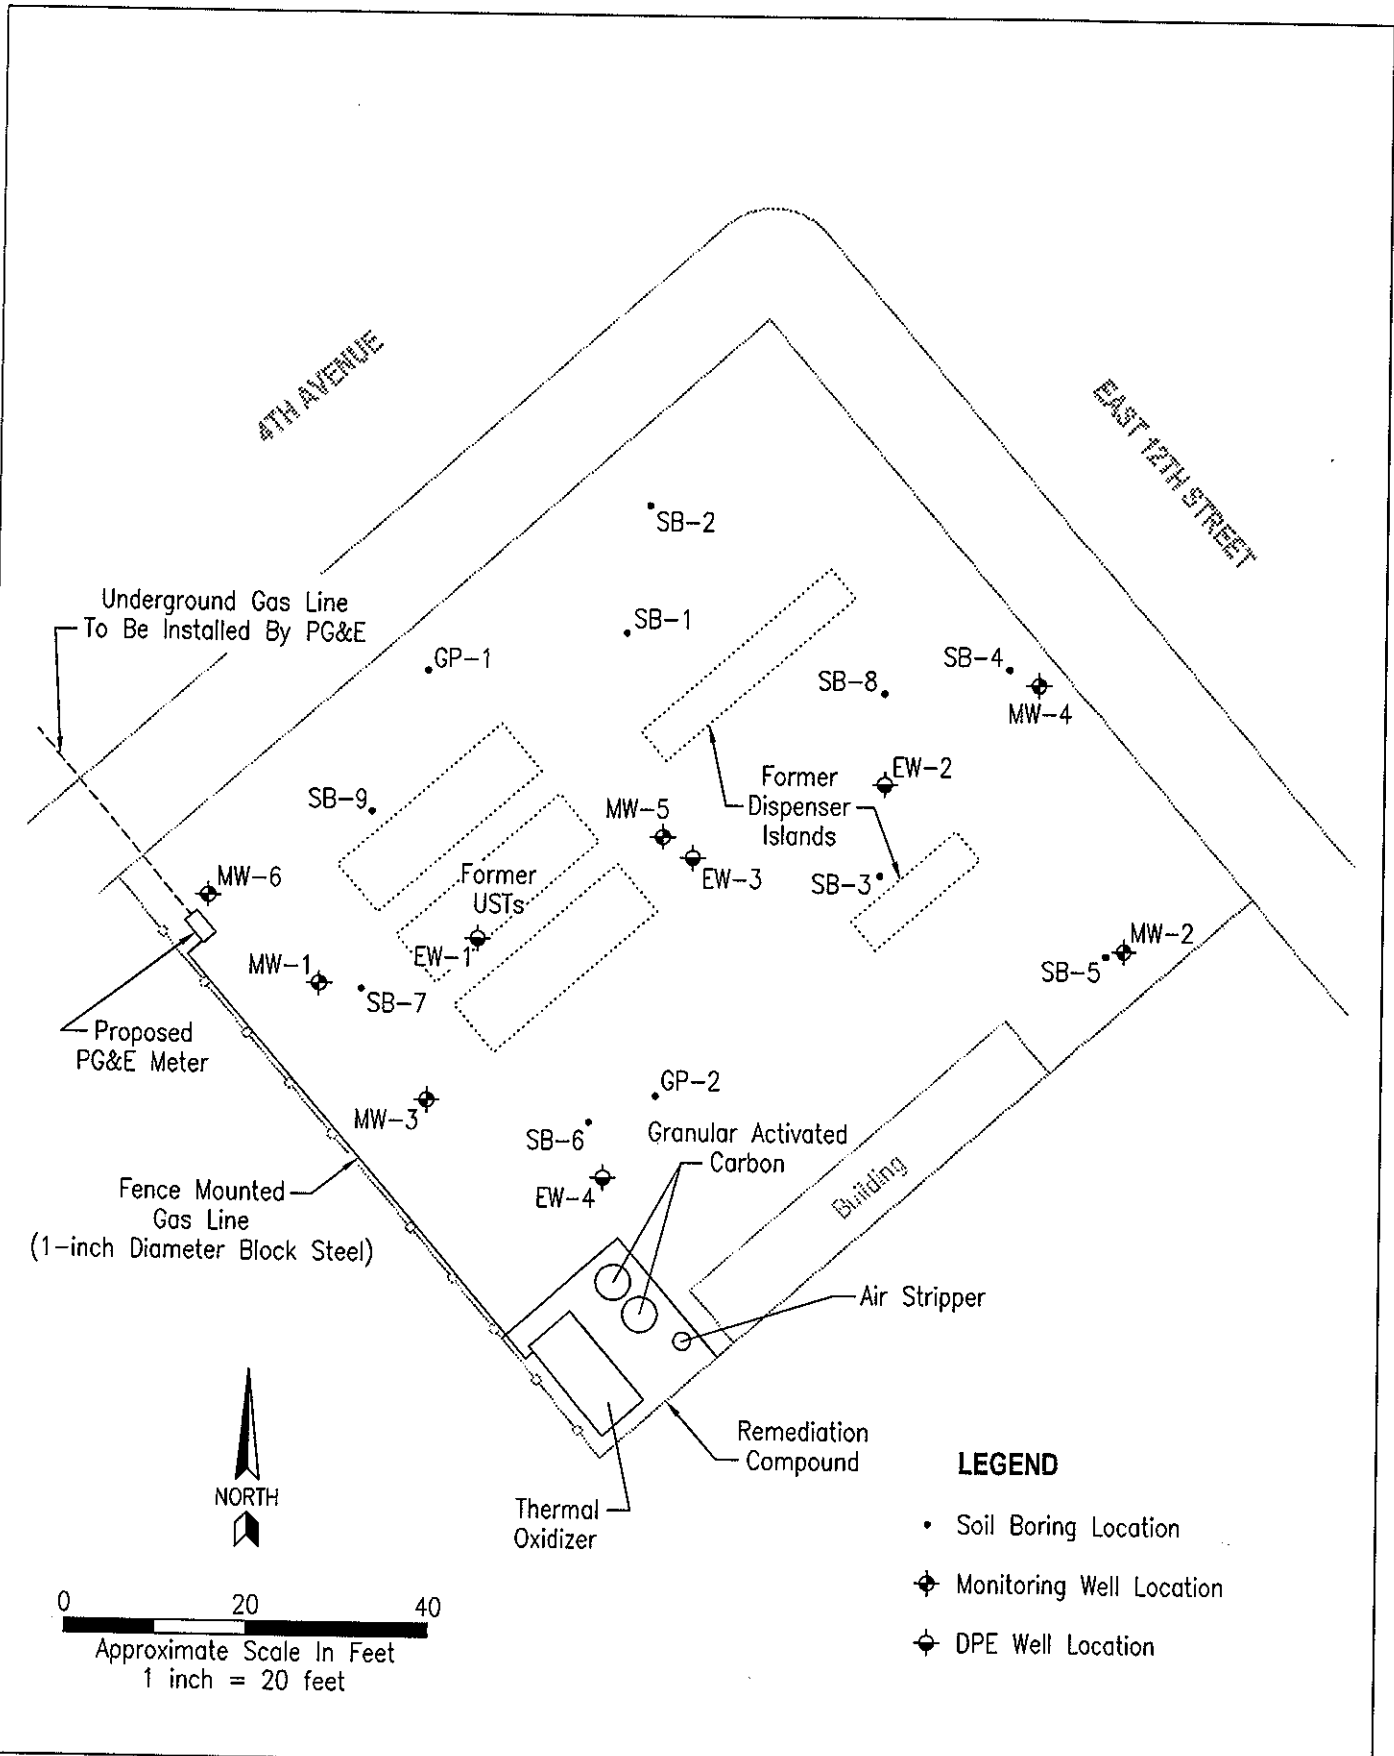 4TH AVENUE
EAST 12TH STREET
SB-2
Underground Gas Line
To Be Installed By PG&E
SB-1
GP-1
SB-4
SB-8
MW-4
EW-2
Former
Dispenser
Islands
SB-9
MW-5
EW-3
SB-3
MW-6
Former
USTs
EW-1
MW-2
SB-5
MW-1
SB-7
Proposed
PG&E Meter
GP-2
MW-3
SB-6
Granular Activated
Carbon
EW-4
Building
Fence Mounted
Gas Line
(1-inch Diameter Block Steel)
Air Stripper
Remediation
Compound
Thermal
Oxidizer
NORTH
0 20 40
Approximate Scale In Feet
1 inch = 20 feet
LEGEND
Soil Boring Location
Monitoring Well Location
DPE Well Location